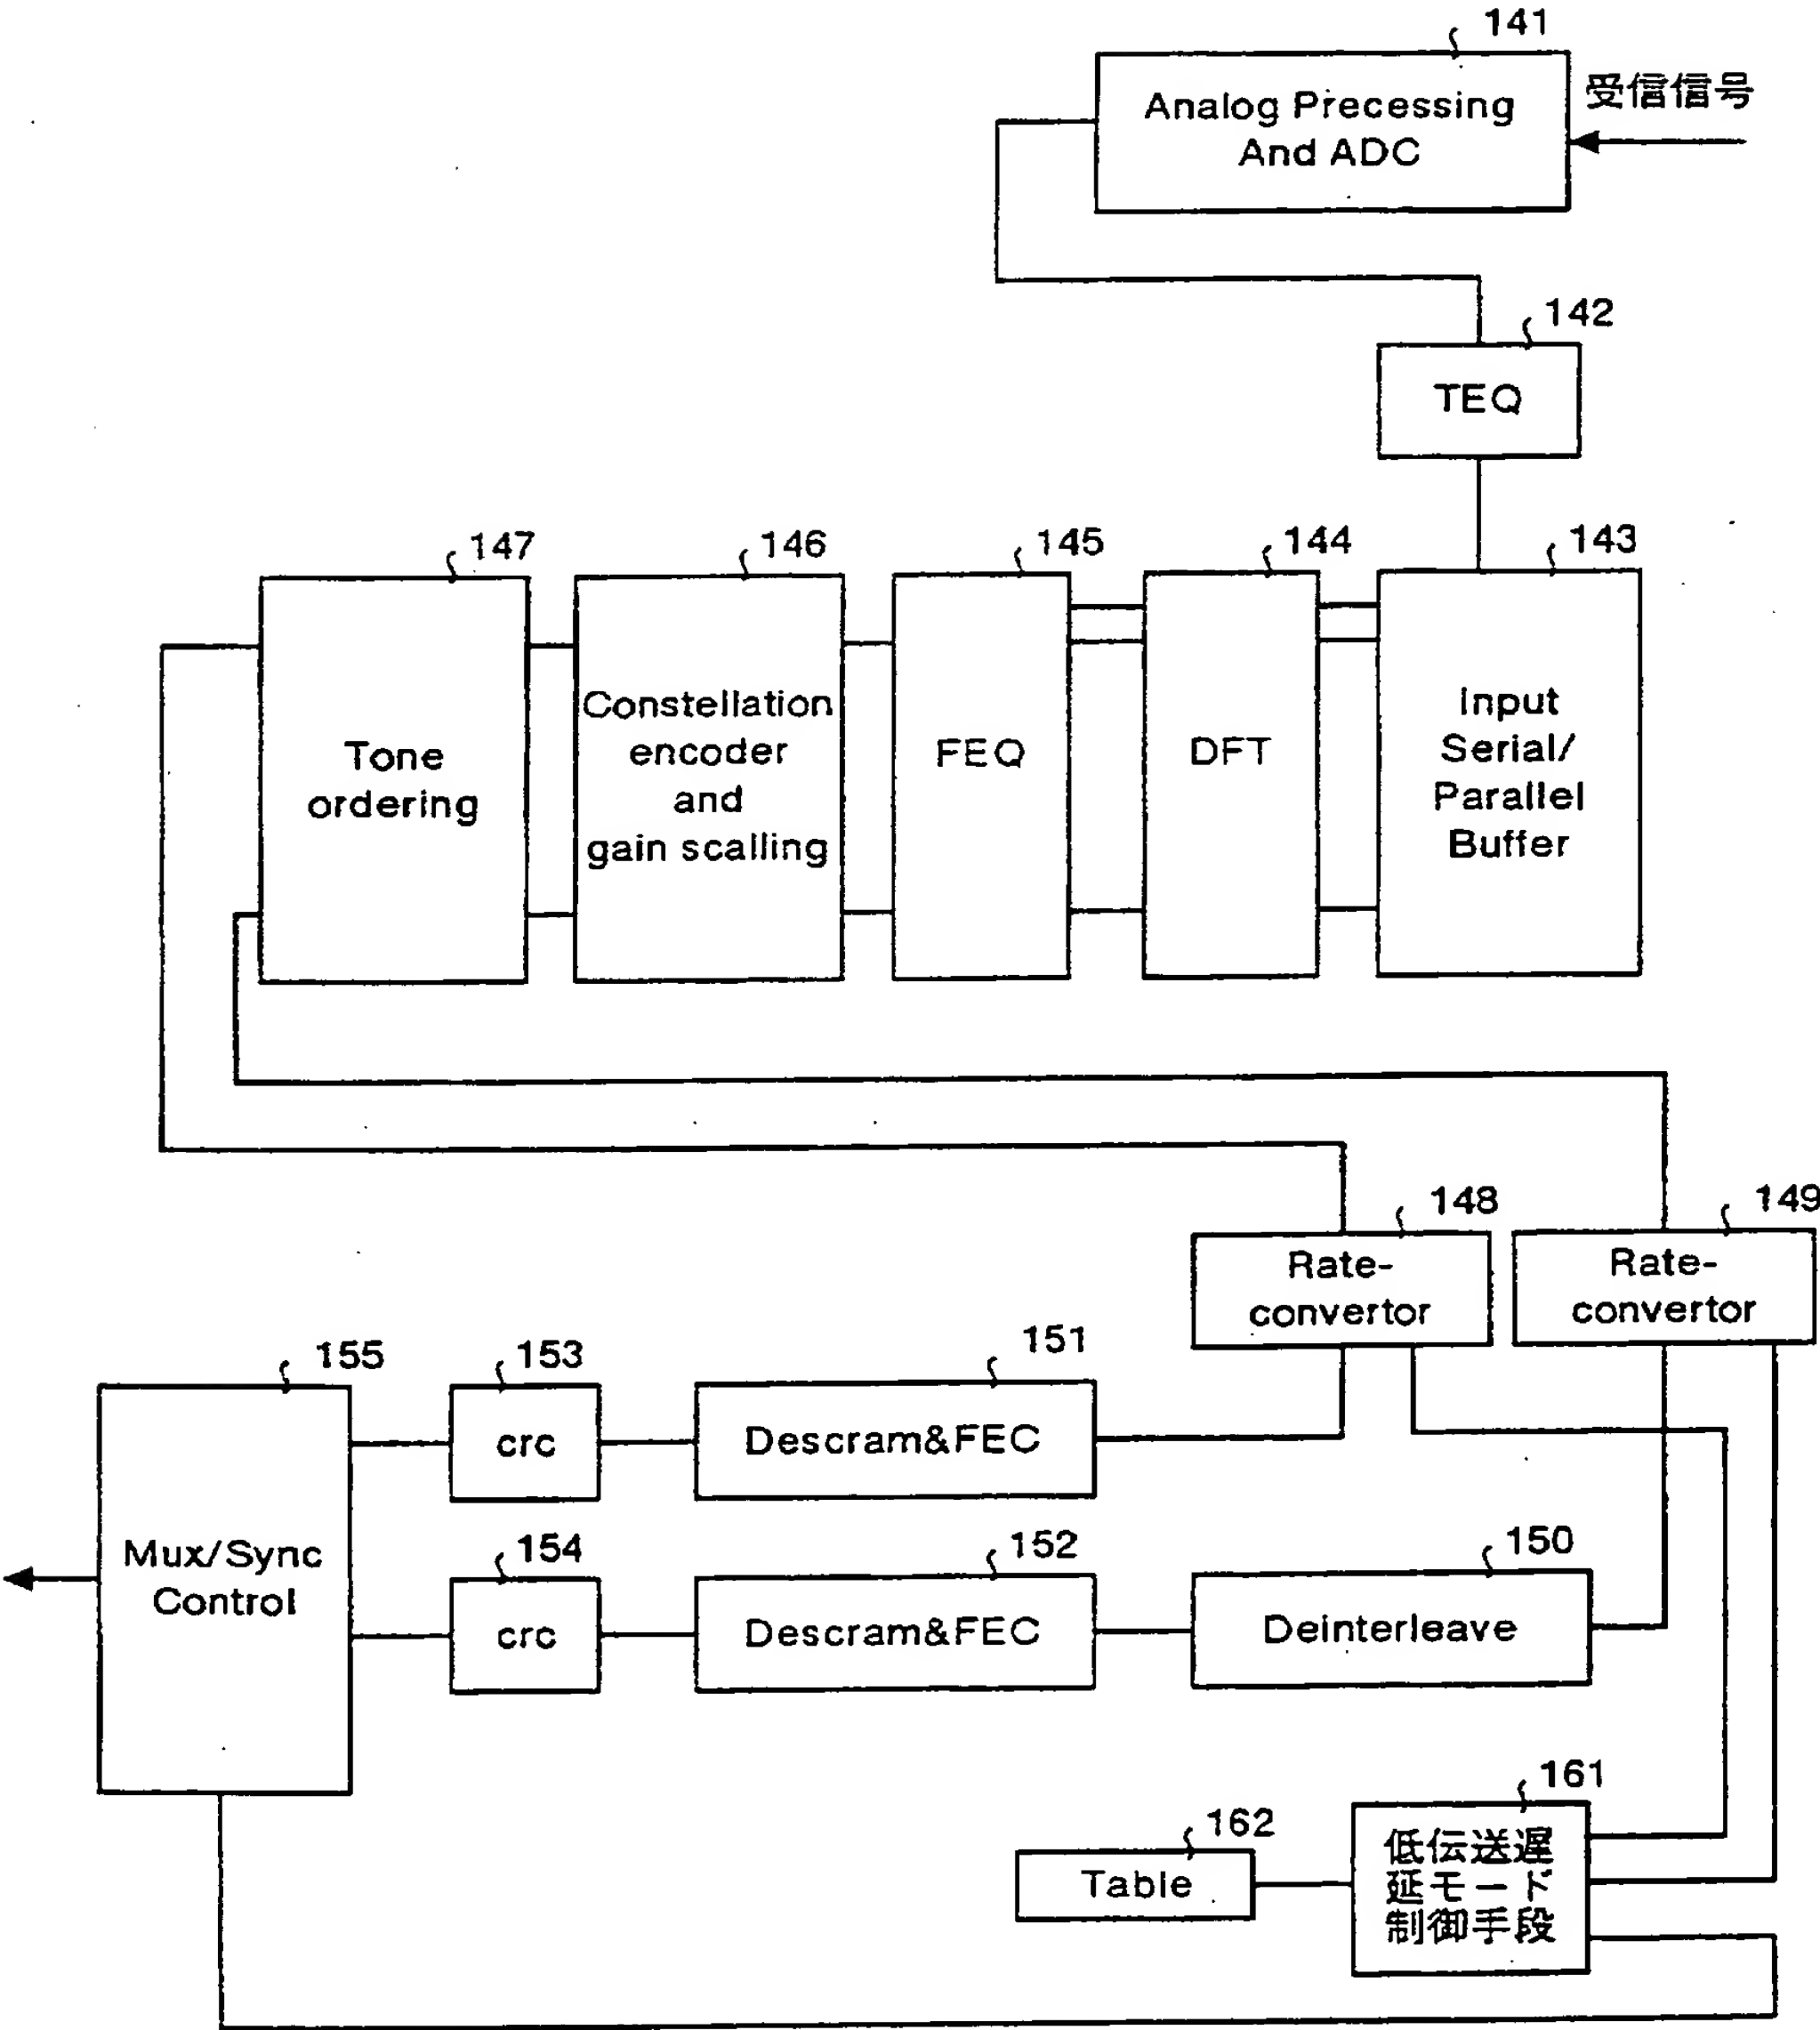 141
Analog Precessing
And ADC
受信信号
142
TEQ
147
146
145
144
143
Tone
ordering
Constellation
encoder
and
gain scalling
FEQ
DFT
Input
Serial/
Parallel
Buffer
148
149
Rate-
convertor
Rate-
convertor
155
153
151
Mux/Sync
Control
crc
Descram&FEC
154
152
150
crc
Descram&FEC
Deinterleave
162
161
Table
低伝送遅
延モード
制御手段